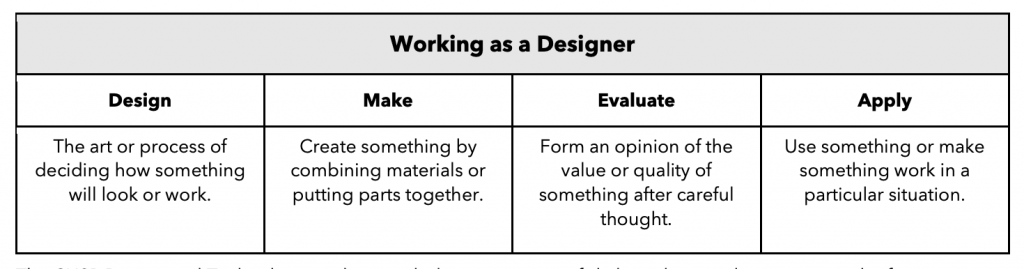 Working as a Designer
Design
Make
Evaluate
Apply
The art or process of
deciding how something
will look or work.
Create something by
combining materials or
putting parts together.
Form an opinion of the
value or quality of
something after careful
thought.
Use something or make
something work in a
particular situation.